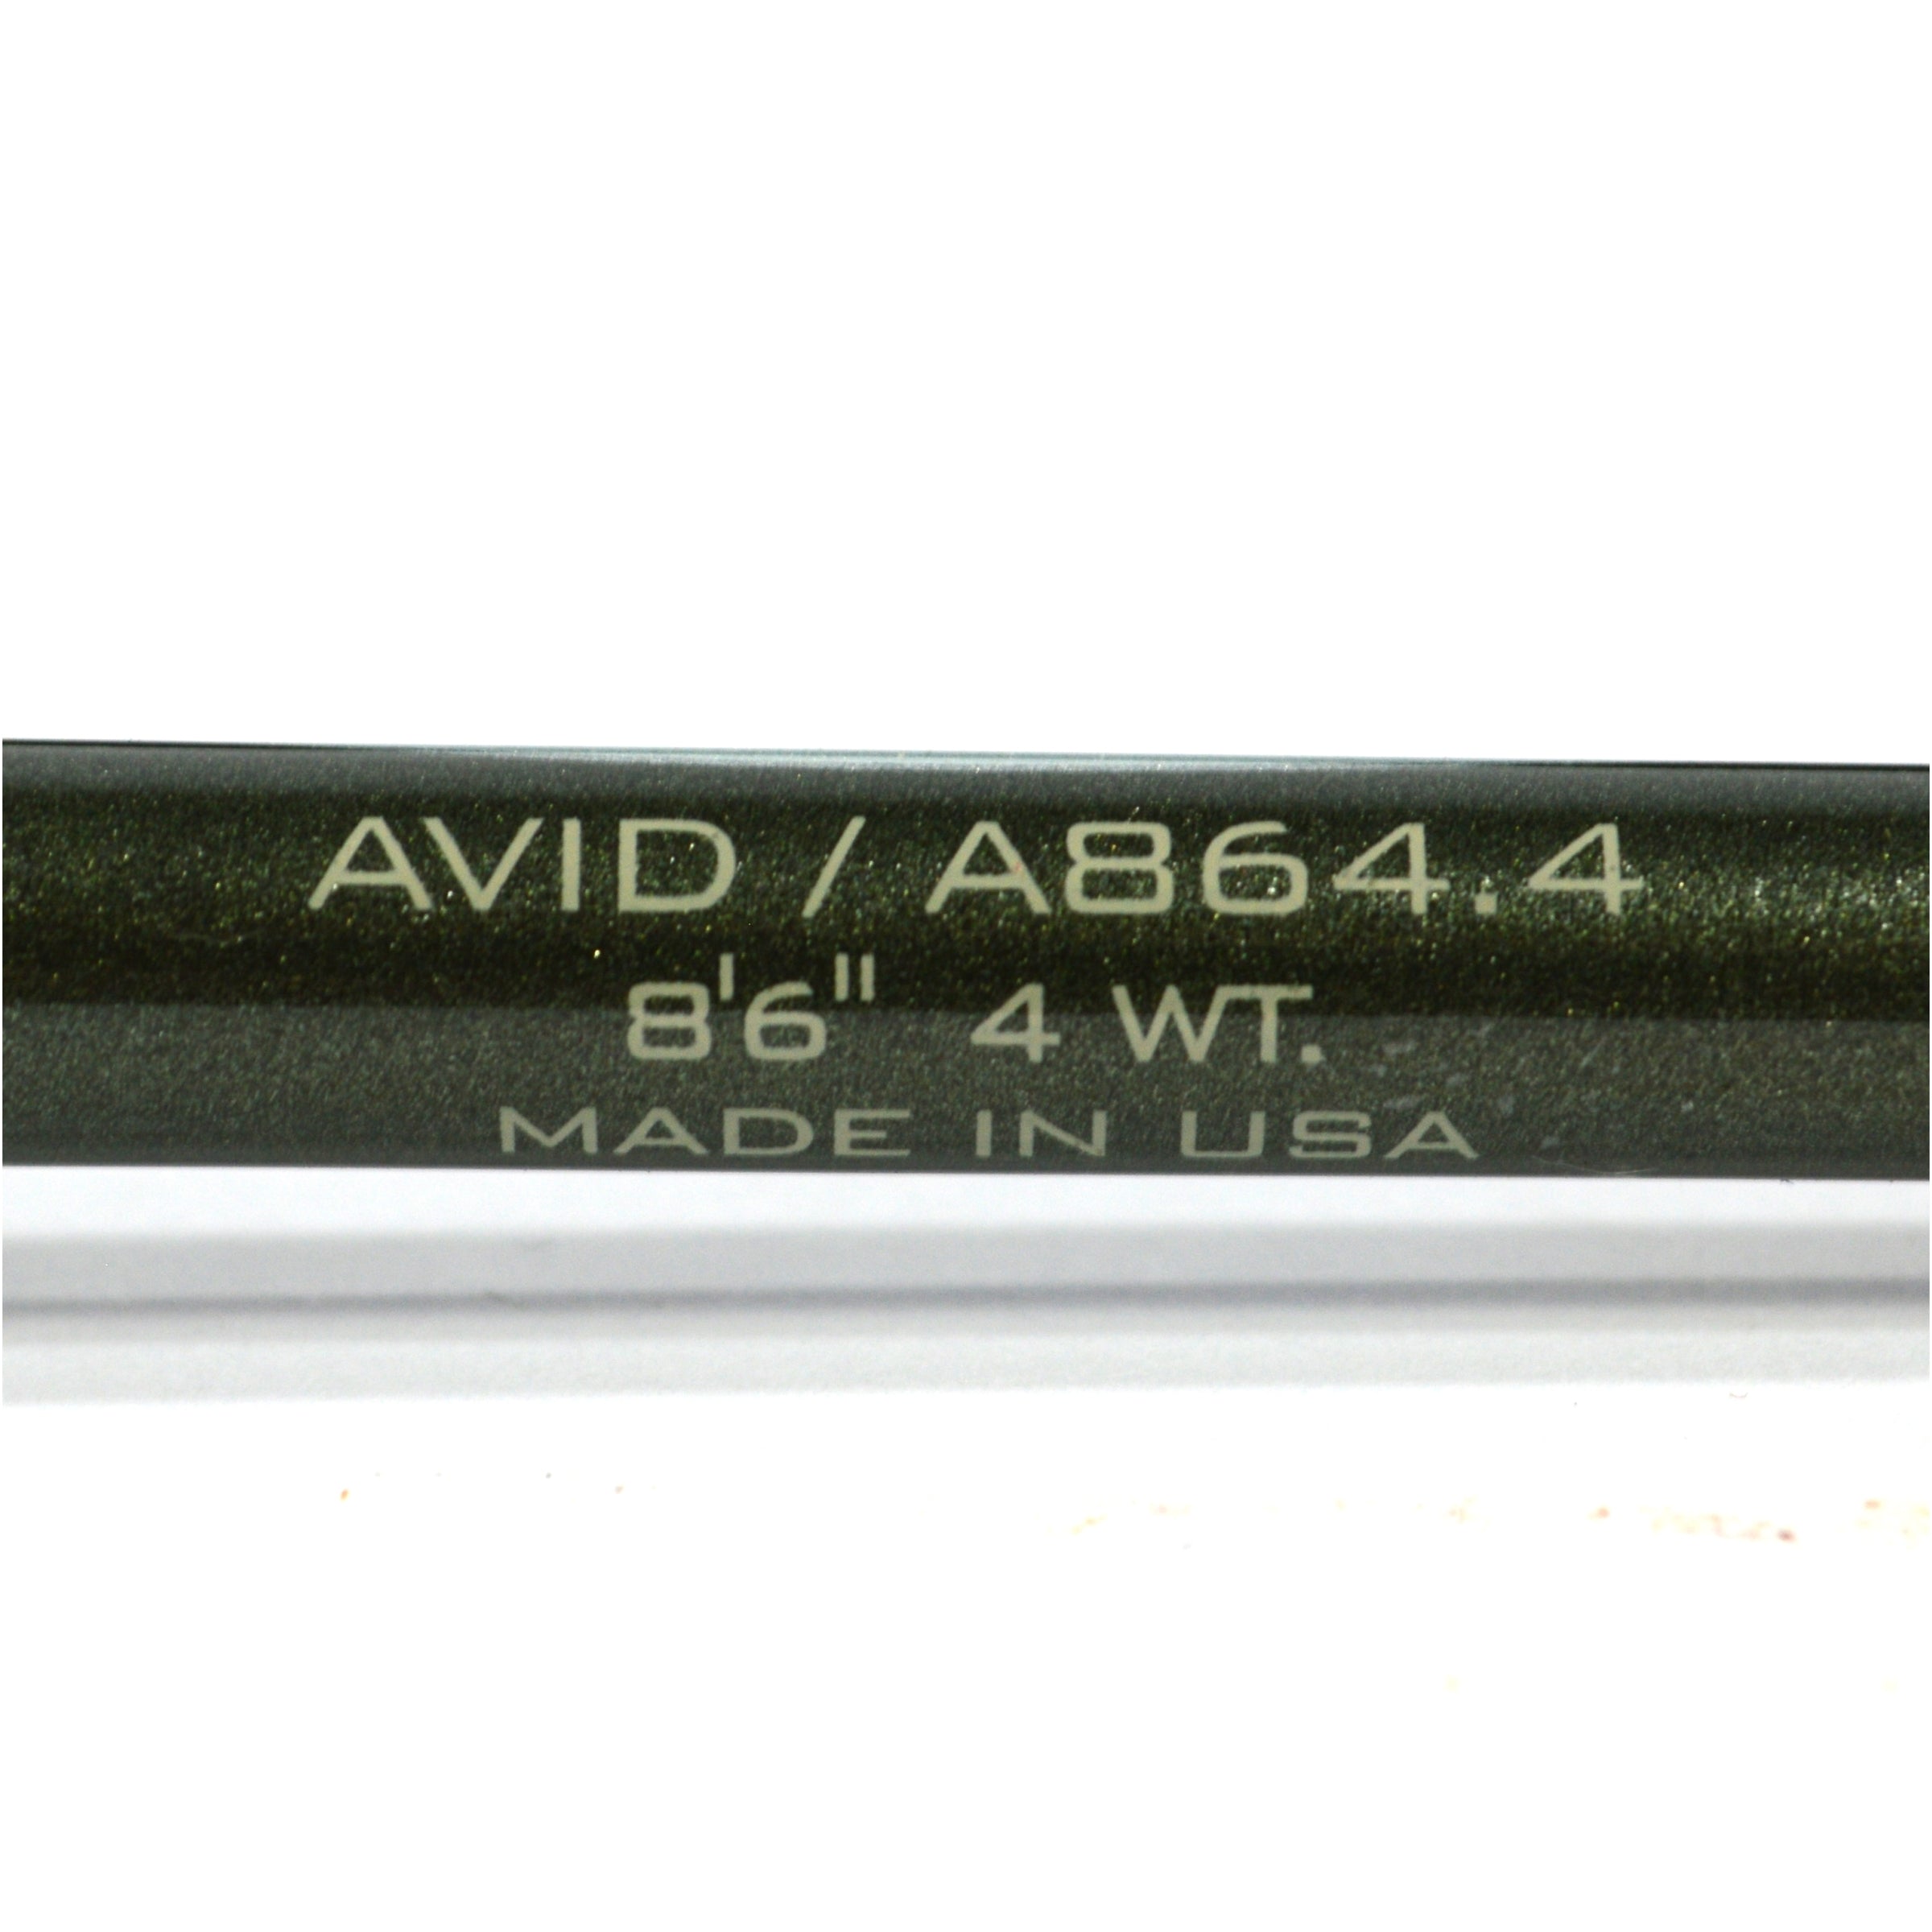 AVID / A864.4
8'6" 4 WT.
MADE IN USA